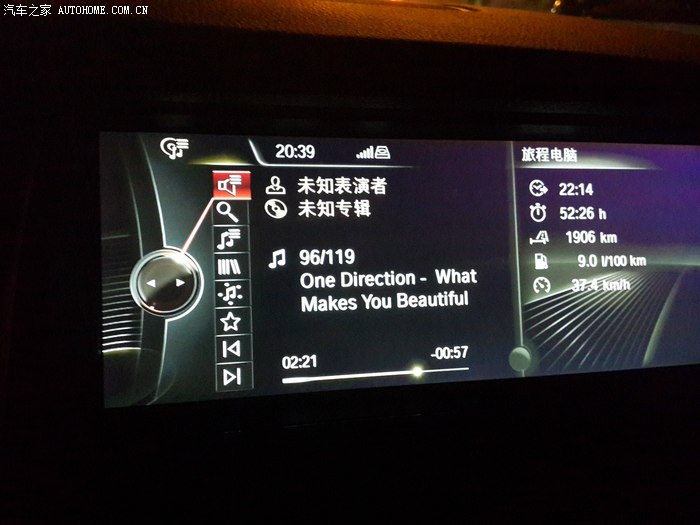 汽车之家 AUTOHOME.COM.CN
20:39
未知表演者
未知专辑
96/119
One Direction - What
Makes You Beautiful
02:21
-00:57
旅程电脑
22:14
52:26 h
1906 km
9.0 l/100 km
37.4 km/h